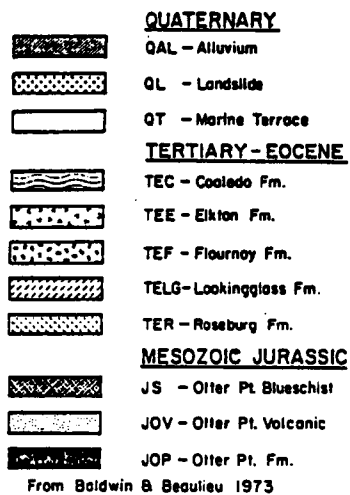 QUATERNARY
QAL - Alluvium
QL - Landslide
QT - Marine Terrace
TERTIARY - EOCENE
TEC - Coaledo Fm.
TEE - Elkton Fm.
TEF - Flournoy Fm.
TELG - Lookingglass Fm.
TER - Roseburg Fm.
MESOZOIC JURASSIC
JS - Otter Pt. Blueschist
JOV - Otter Pt. Volcanic
JOP - Otter Pt. Fm.
From Baldwin & Beaulieu 1973